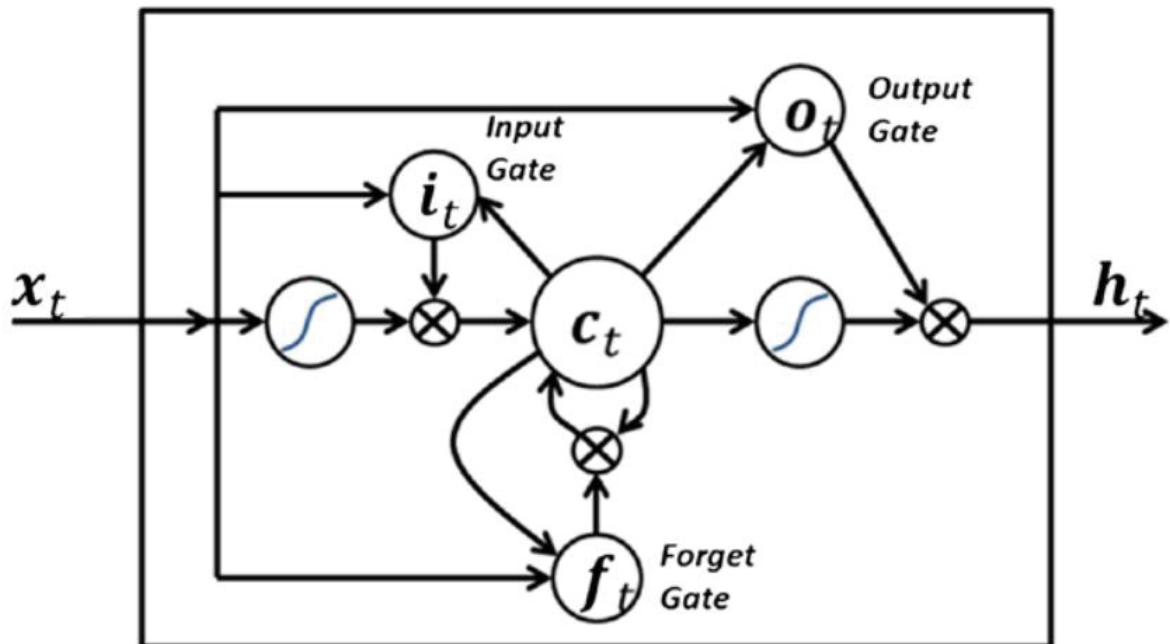 Output
Gate
o_t
Input
Gate
i_t
x_t
c_t
h_t
Forget
Gate
f_t